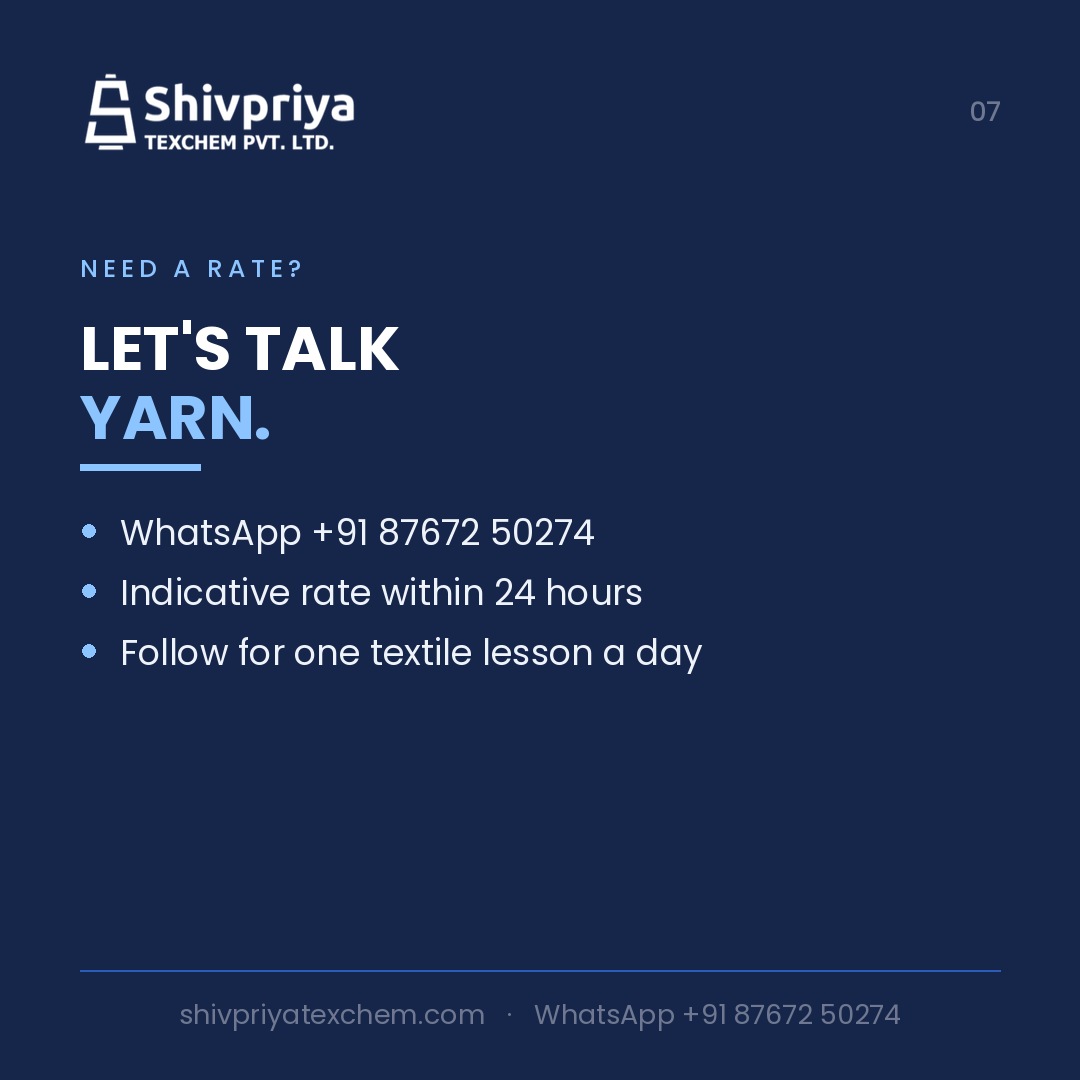 Shivpriya
TEXCHEM PVT. LTD.
07
NEED A RATE?
LET'S TALK
YARN.
• WhatsApp +91 87672 50274
• Indicative rate within 24 hours
• Follow for one textile lesson a day
shivpriyatexchem.com · WhatsApp +91 87672 50274